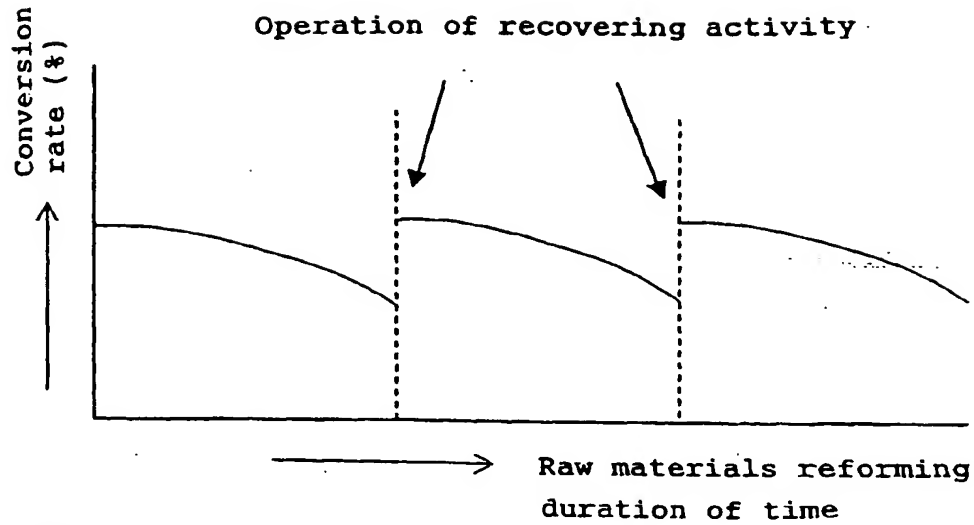 Operation of recovering activity
Conversion
rate (%)
Raw materials reforming
duration of time